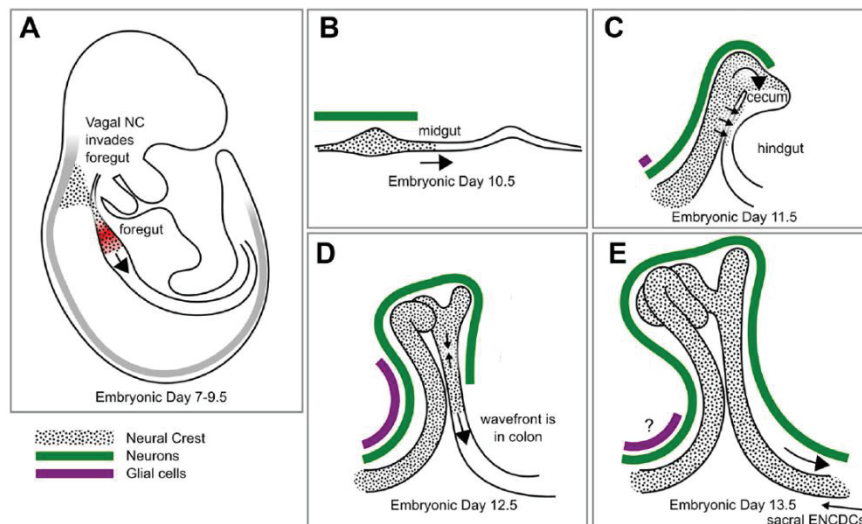 A
Vagal NC
invades
foregut
foregut
Embryonic Day 7-9.5
B
midgut
Embryonic Day 10.5
C
cecum
hindgut
Embryonic Day 11.5
Neural Crest
Neurons
Glial cells
D
wavefront is
in colon
Embryonic Day 12.5
E
?
Embryonic Day 13.5
sacral ENCDCs